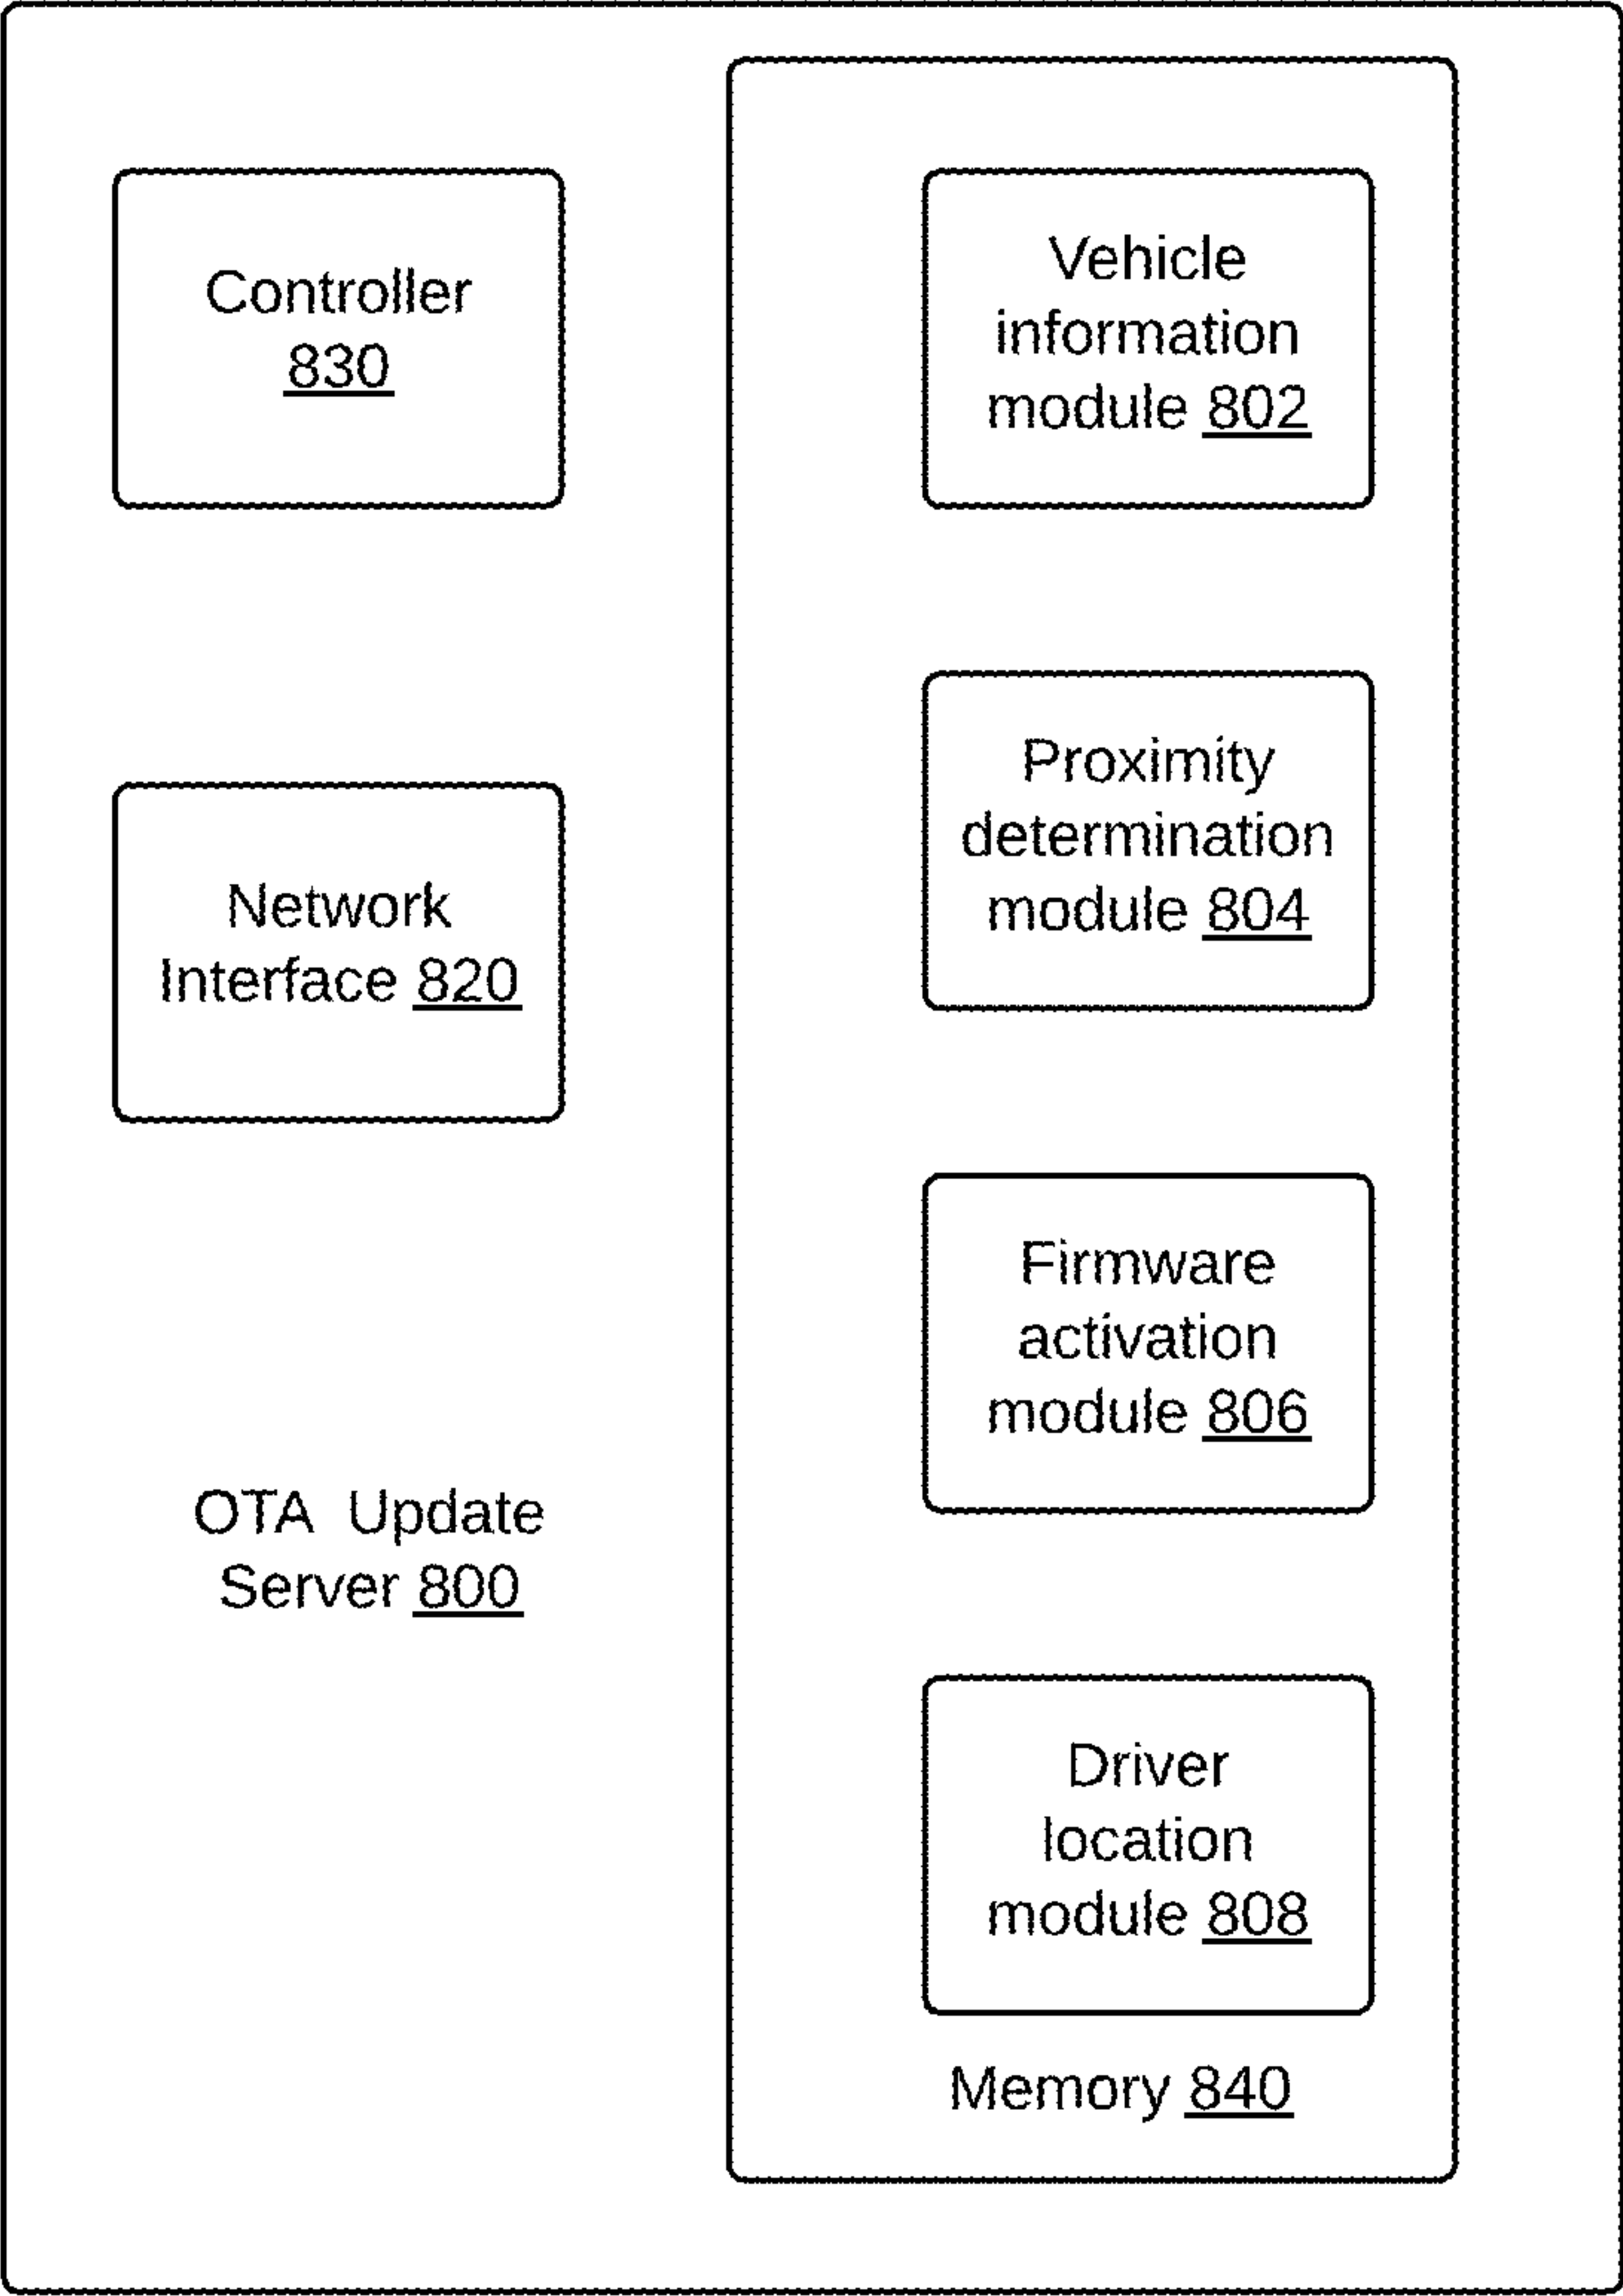 Controller
830
Network
Interface 820
OTA Update
Server 800
Vehicle
information
module 802
Proximity
determination
module 804
Firmware
activation
module 806
Driver
location
module 808
Memory 840